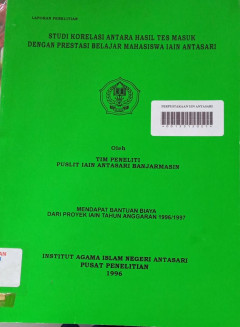 LAPORAN PENELITIAN
STUDI KORELASI ANTARA HASIL TES MASUK
DENGAN PRESTASI BELAJAR MAHASISWA IAIN ANTASARI
Oleh
TIM PENELITI
PUSLIT IAIN ANTASARI BANJARMASIN
MENDAPAT BANTUAN BIAYA
DARI PROYEK IAIN TAHUN ANGGARAN 1996/1997
INSTITUT AGAMA ISLAM NEGERI ANTASARI
PUSAT PENELITIAN
1996